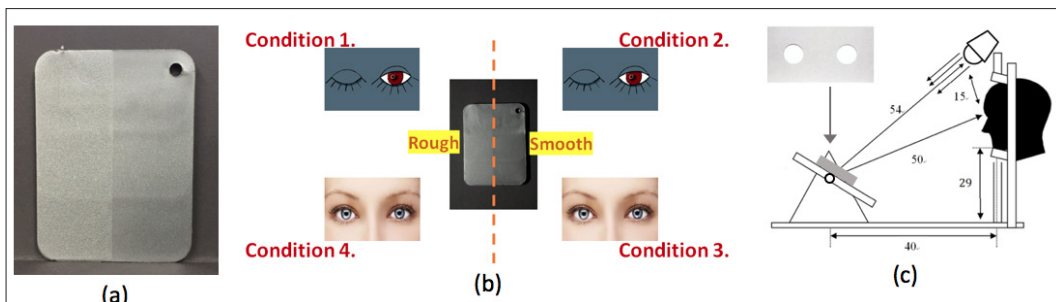 Condition 1.
Condition 2.
Rough
Smooth
Condition 4.
Condition 3.
(a)
(b)
54
15
50
29
40
(c)